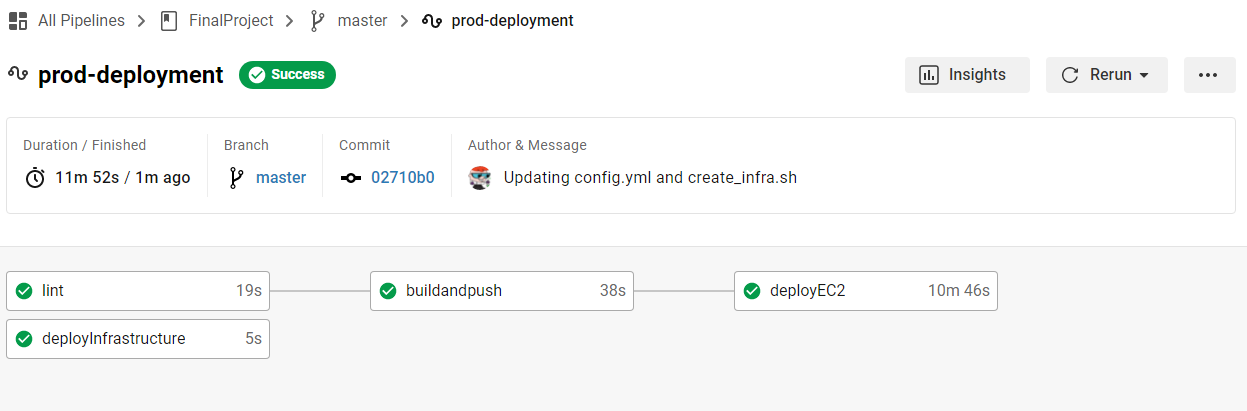 All Pipelines FinalProject master prod-deployment
prod-deployment Success Insights Rerun
Duration / Finished Branch Commit Author & Message
11m 52s / 1m ago master 02710b0 Updating config.yml and create_infra.sh
lint 19s buildandpush 38s deployEC2 10m 46s
deployInfrastructure 5s